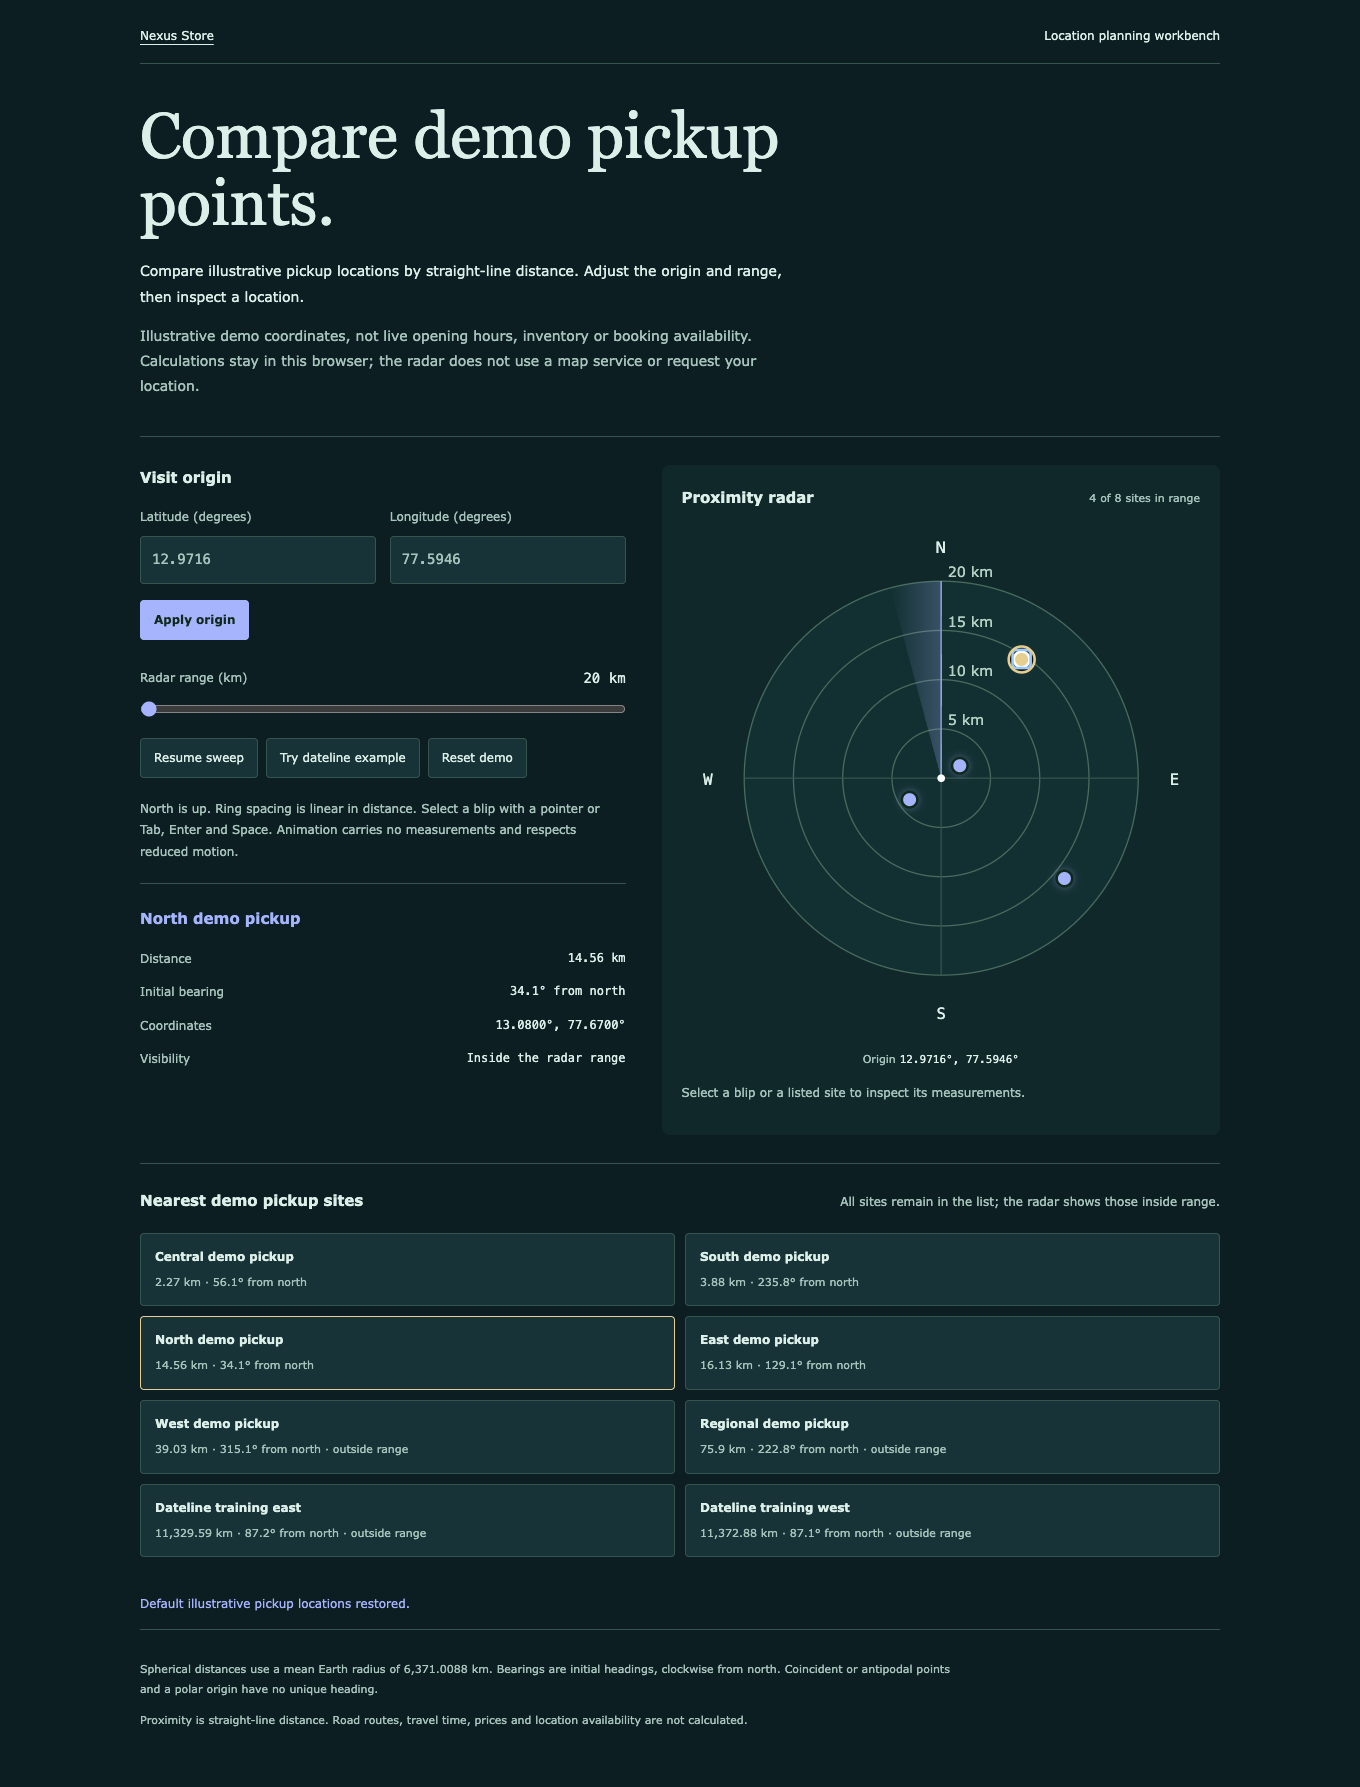 Nexus Store
Location planning workbench
Compare demo pickup
points.
Compare illustrative pickup locations by straight-line distance. Adjust the origin and range,
then inspect a location.
Illustrative demo coordinates, not live opening hours, inventory or booking availability.
Calculations stay in this browser; the radar does not use a map service or request your
location.
Visit origin
Latitude (degrees)
Longitude (degrees)
12.9716
77.5946
Apply origin
Radar range (km)
20 km
Resume sweep
Try dateline example
Reset demo
North is up. Ring spacing is linear in distance. Select a blip with a pointer or
Tab, Enter and Space. Animation carries no measurements and respects
reduced motion.
North demo pickup
Distance
14.56 km
Initial bearing
34.1° from north
Coordinates
13.0800°, 77.6700°
Visibility
Inside the radar range
Proximity radar
4 of 8 sites in range
N
20 km
15 km
10 km
5 km
W
E
S
Origin 12.9716°, 77.5946°
Select a blip or a listed site to inspect its measurements.
Nearest demo pickup sites
All sites remain in the list; the radar shows those inside range.
Central demo pickup
2.27 km · 56.1° from north
South demo pickup
3.88 km · 235.8° from north
North demo pickup
14.56 km · 34.1° from north
East demo pickup
16.13 km · 129.1° from north
West demo pickup
39.03 km · 315.1° from north · outside range
Regional demo pickup
75.9 km · 222.8° from north · outside range
Dateline training east
11,329.59 km · 87.2° from north · outside range
Dateline training west
11,372.88 km · 87.1° from north · outside range
Default illustrative pickup locations restored.
Spherical distances use a mean Earth radius of 6,371.0088 km. Bearings are initial headings, clockwise from north. Coincident or antipodal points
and a polar origin have no unique heading.
Proximity is straight-line distance. Road routes, travel time, prices and location availability are not calculated.